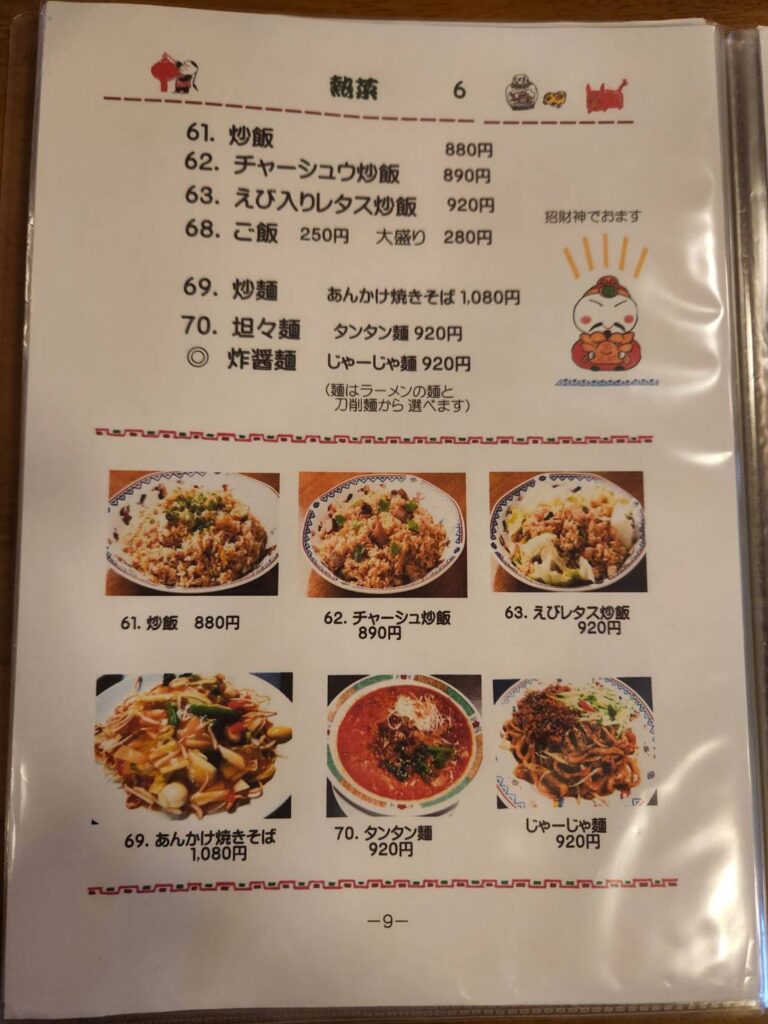 熱菜 6
61. 炒飯 880円
62. チャーシュウ炒飯 890円
63. えび入りレタス炒飯 920円
68. ご飯 250円 大盛り 280円
招財神でおます
69. 炒麺 あんかけ焼きそば 1,080円
70. 坦々麺 タンタン麺 920円
◎ 炸醤麺 じゃーじゃ麺 920円
(麺はラーメンの麺と
刀削麺から 選べます)
61. 炒飯 880円
62. チャーシュ炒飯
890円
63. えびレタス炒飯
920円
69. あんかけ焼きそば
1,080円
70. タンタン麺
920円
じゃーじゃ麺
920円
—9—